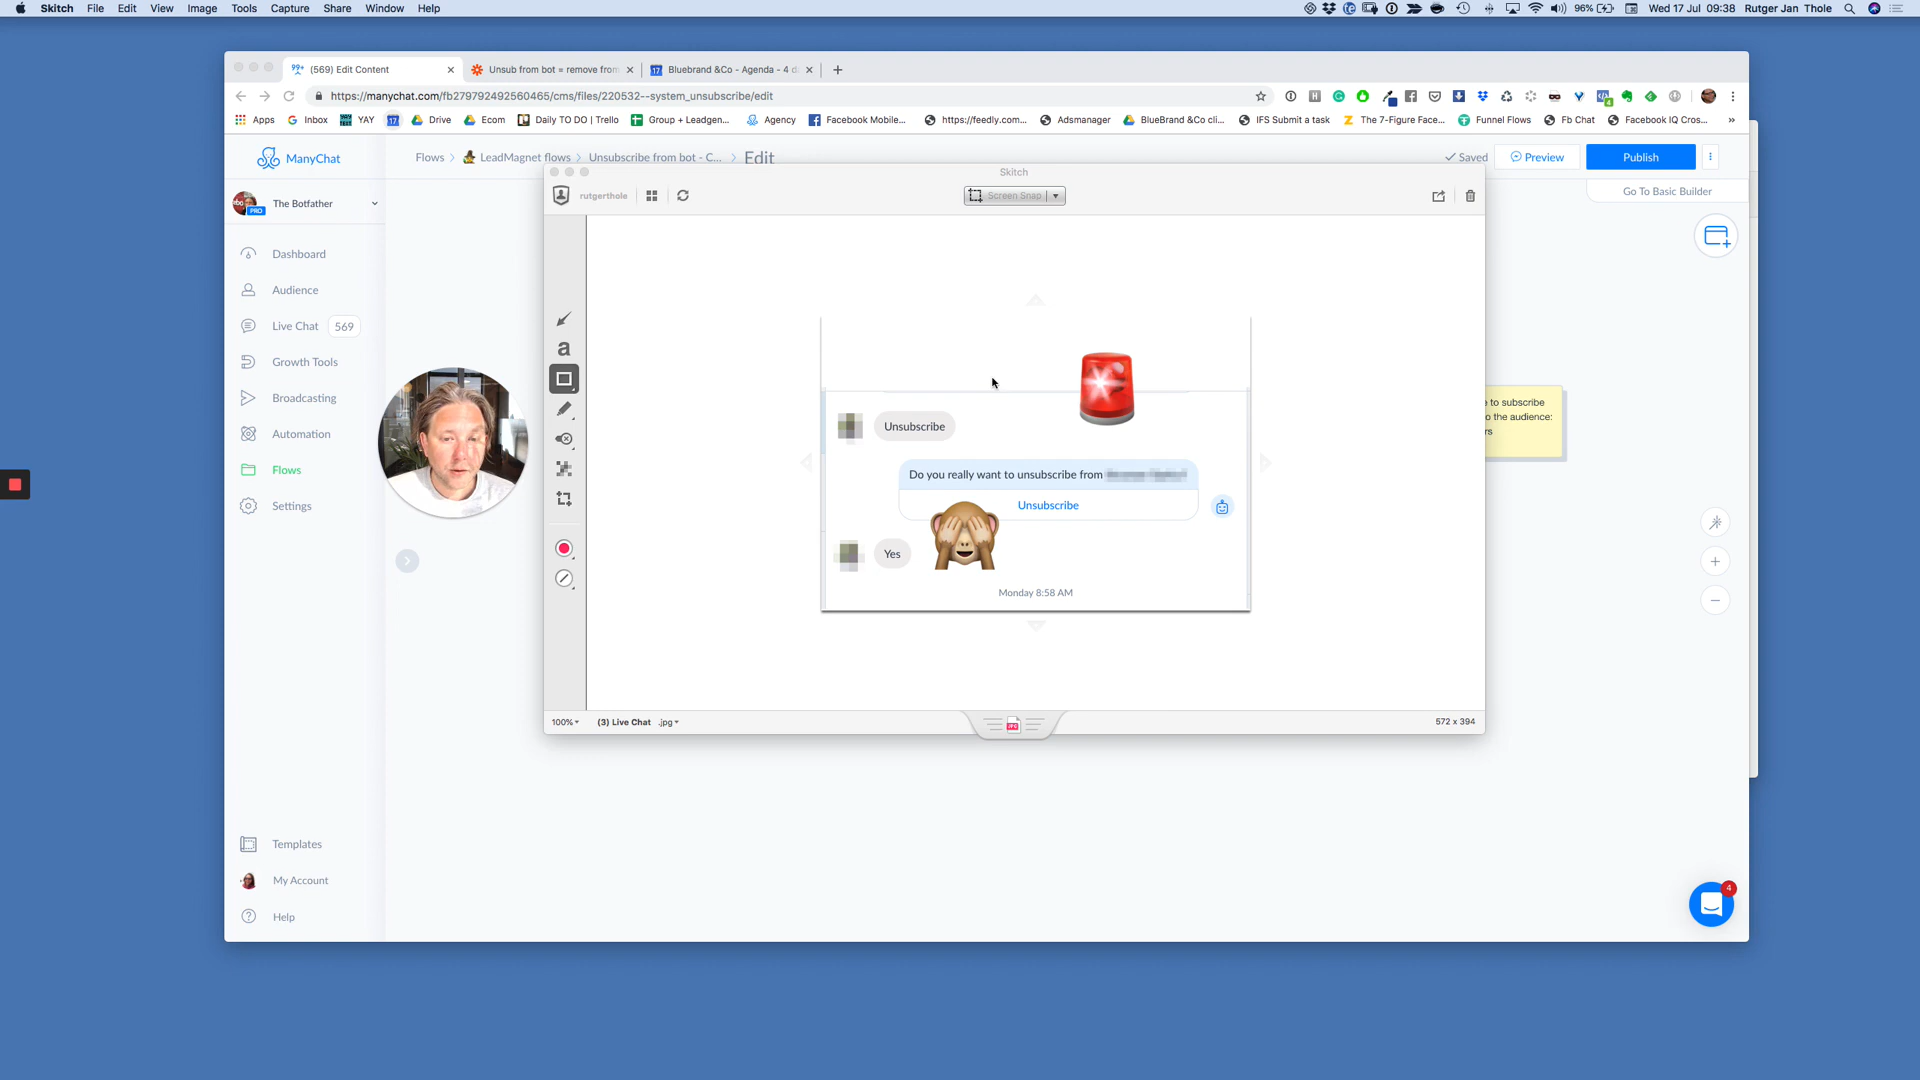 Skitch File Edit View Image Tools Capture Share Window Help
96% Wed 17 Jul 09:38 Rutger Jan Thole
(569) Edit Content
Unsub from bot = remove from
Bluebrand &Co - Agenda - 4 d
https://manychat.com/fb279792492560465/cms/files/220532--system_unsubscribe/edit
Apps Inbox YAY 17 Drive Ecom Daily TO DO | Trello Group + Leadgen... Agency Facebook Mobile... https://feedly.com... Adsmanager BlueBrand &Co cli... IFS Submit a task The 7-Figure Face... Funnel Flows Fb Chat Facebook IQ Cros... »
ManyChat
Flows LeadMagnet flows Unsubscribe from bot - C... Edit
Saved Preview Publish
Go To Basic Builder
The Botfather
PRO
Dashboard
Audience
Live Chat 569
Growth Tools
Broadcasting
Automation
Flows
Settings
Templates
My Account
Help
Skitch
rutgerthole
Screen Snap
a
Unsubscribe
Do you really want to unsubscribe from
Unsubscribe
Yes
Monday 8:58 AM
100% (3) Live Chat .jpg
572 x 394
e to subscribe
o the audience:
rs
4